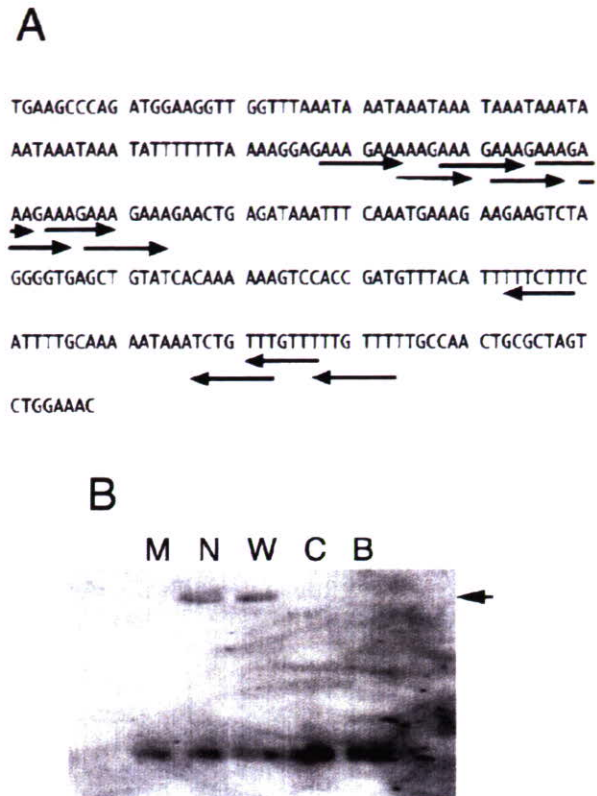 A
TGAAGCCCAG ATGGAAGGTT GGTTTAAATA AATAAATAAA TAAATAAATA
AATAAATAAA TATTTTTTTA AAAGGAGAAA GAAAAAAGAAA GAAAGAAAGA
AAGAAAGAAA GAAAGAACTG AGATAAATTT CAAATGAAAG AAGAAGTCTA
GGGGTGAGCT GTATCACAAA AAAGTCCACC GATGTTTACA TTTTTCTTTC
ATTTTGCAAA AATAAATCTG TTTGTTTTTG TTTTTGCCAA CTGCGCTAGT
CTGGAAAC
B
M N W C B